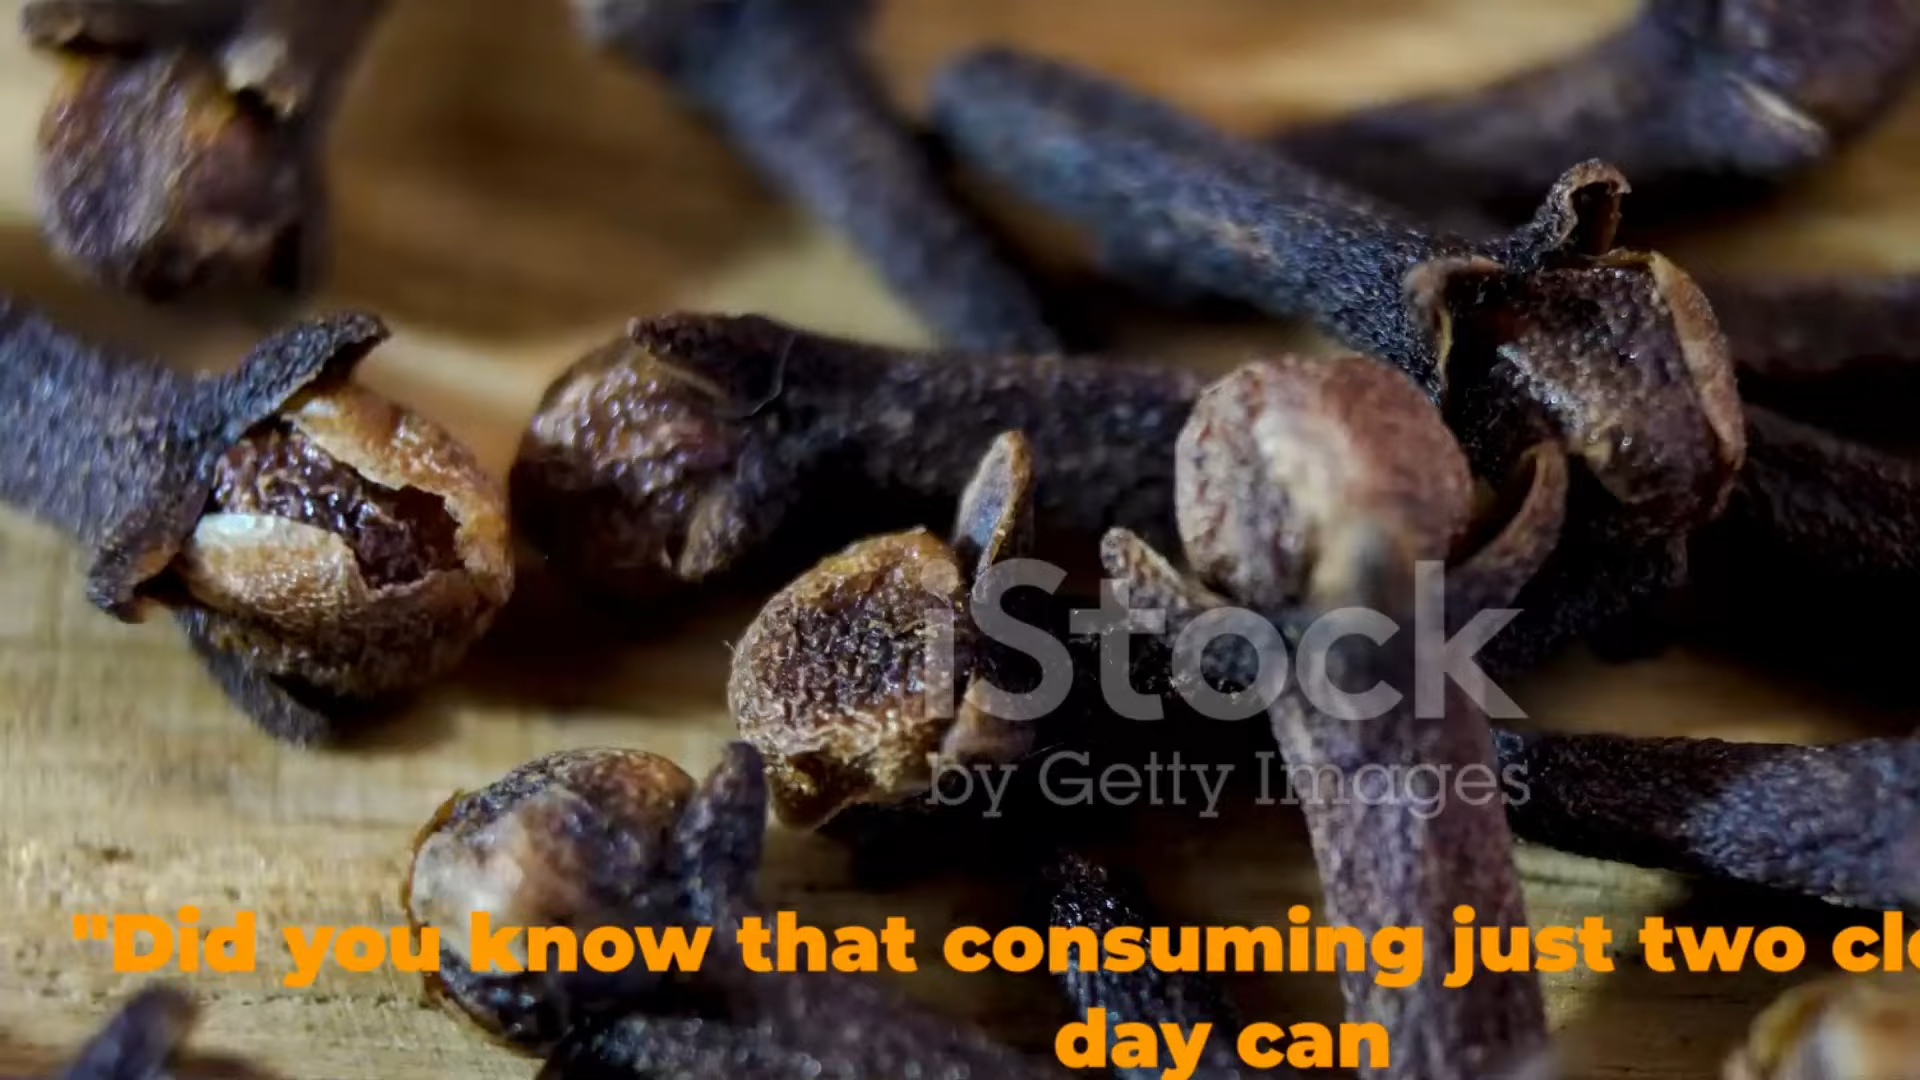 iStock
by Getty Images
"Did you know that consuming just two
day can